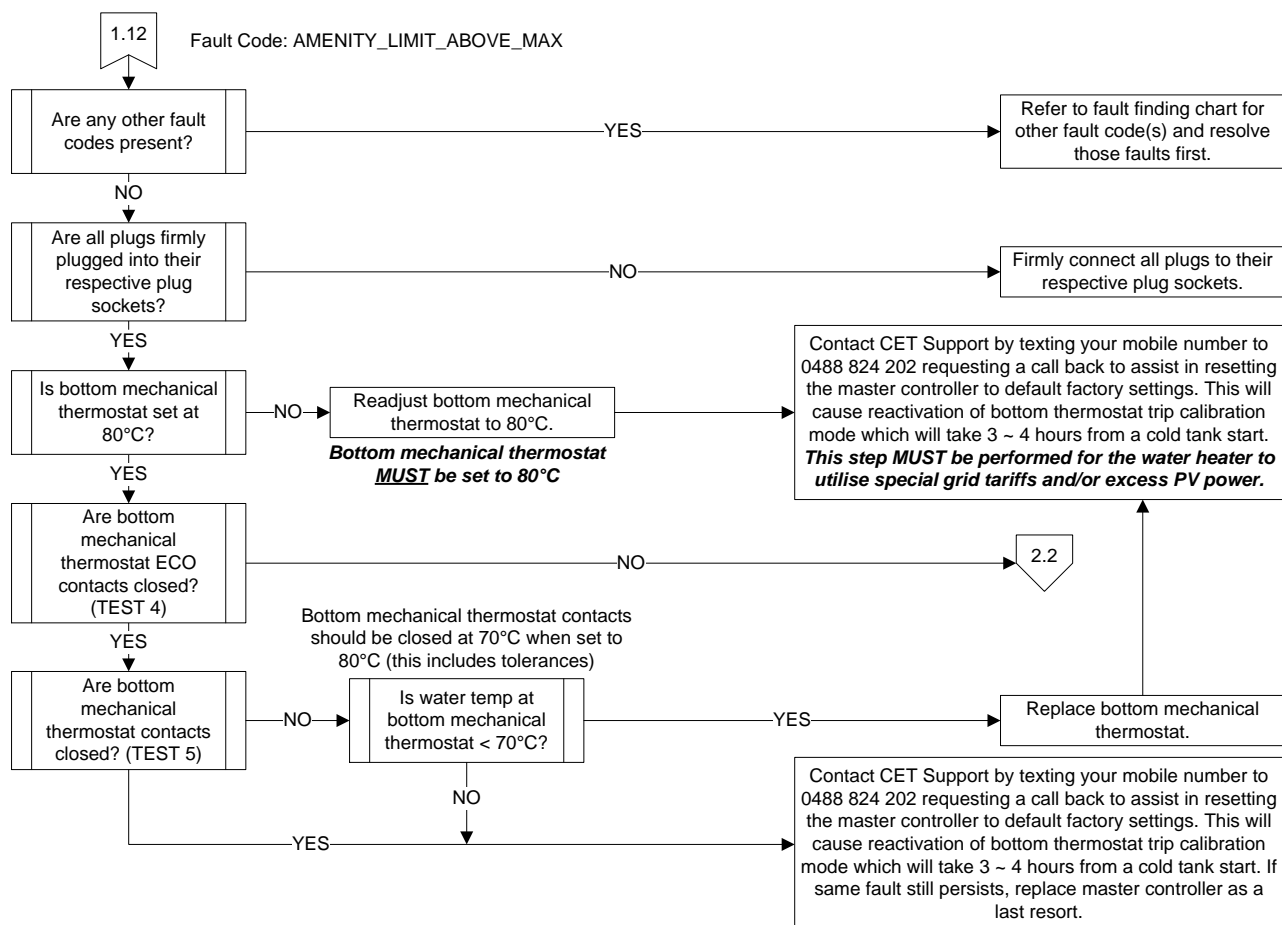 1.12
Fault Code: AMENITY_LIMIT_ABOVE_MAX
Are any other fault
codes present?
YES
Refer to fault finding chart for
other fault code(s) and resolve
those faults first.
NO
Are all plugs firmly
plugged into their
respective plug
sockets?
NO
Firmly connect all plugs to their
respective plug sockets.
YES
Is bottom mechanical
thermostat set at
80°C?
NO
Readjust bottom mechanical
thermostat to 80°C.
Bottom mechanical thermostat
MUST be set to 80°C
Contact CET Support by texting your mobile number to
0488 824 202 requesting a call back to assist in resetting
the master controller to default factory settings. This will
cause reactivation of bottom thermostat trip calibration
mode which will take 3 ~ 4 hours from a cold tank start.
This step MUST be performed for the water heater to
utilise special grid tariffs and/or excess PV power.
YES
Are bottom
mechanical
thermostat ECO
contacts closed?
(TEST 4)
NO
2.2
YES
Bottom mechanical thermostat contacts
should be closed at 70°C when set to
80°C (this includes tolerances)
Are bottom
mechanical
thermostat contacts
closed? (TEST 5)
NO
Is water temp at
bottom mechanical
thermostat < 70°C?
YES
Replace bottom mechanical
thermostat.
NO
YES
Contact CET Support by texting your mobile number to
0488 824 202 requesting a call back to assist in resetting
the master controller to default factory settings. This will
cause reactivation of bottom thermostat trip calibration
mode which will take 3 ~ 4 hours from a cold tank start. If
same fault still persists, replace master controller as a
last resort.